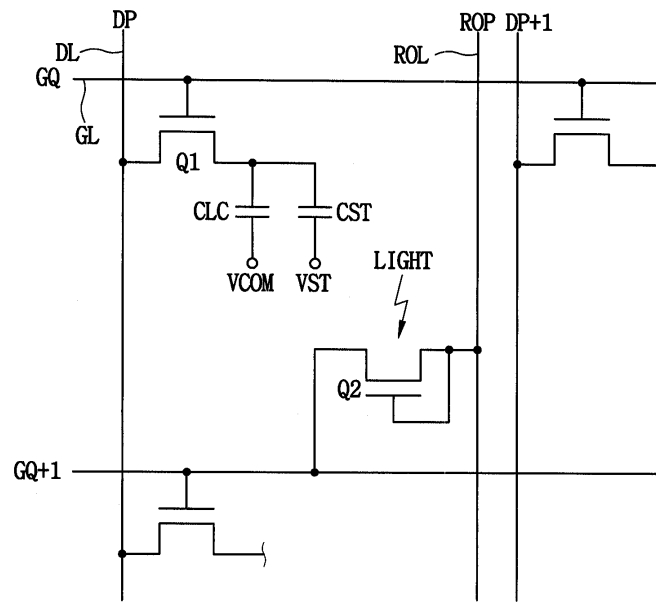 DP
ROP
DP+1
DL
ROL
GQ
GL
Q1
CLC
CST
LIGHT
VCOM
VST
Q2
GQ+1